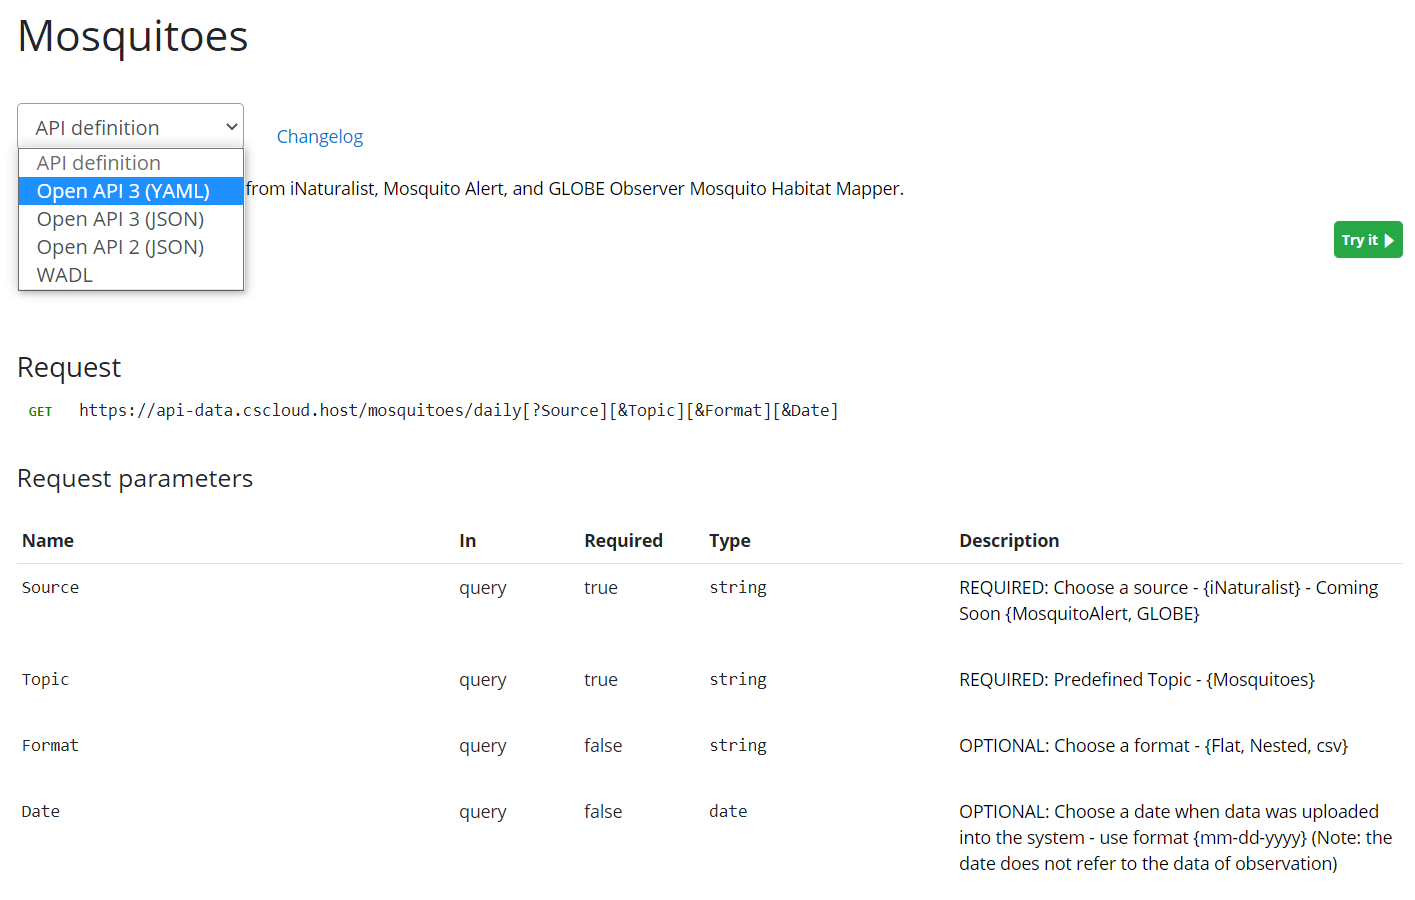 Mosquitoes
API definition
Changelog
API definition
Open API 3 (YAML)
from iNaturalist, Mosquito Alert, and GLOBE Observer Mosquito Habitat Mapper.
Open API 3 (JSON)
Open API 2 (JSON)
WADL
Try it
Request
GET https://api-data.cscloud.host/mosquitoes/daily[?Source][&Topic][&Format][&Date]
Request parameters
Name In Required Type Description
Source query true string REQUIRED: Choose a source - {iNaturalist} - Coming
Soon {MosquitoAlert, GLOBE}
Topic query true string REQUIRED: Predefined Topic - {Mosquitoes}
Format query false string OPTIONAL: Choose a format - {Flat, Nested, csv}
Date query false date OPTIONAL: Choose a date when data was uploaded
into the system - use format {mm-dd-yyyy} (Note: the
date does not refer to the data of observation)